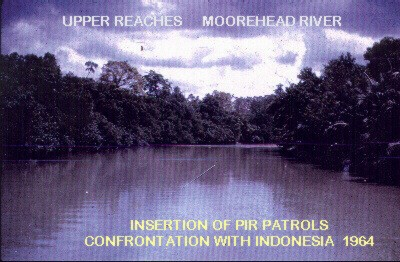 UPPER REACHES MOOREHEAD RIVER
INSERTION OF PIR PATROLS
CONFRONTATION WITH INDONESIA 1964